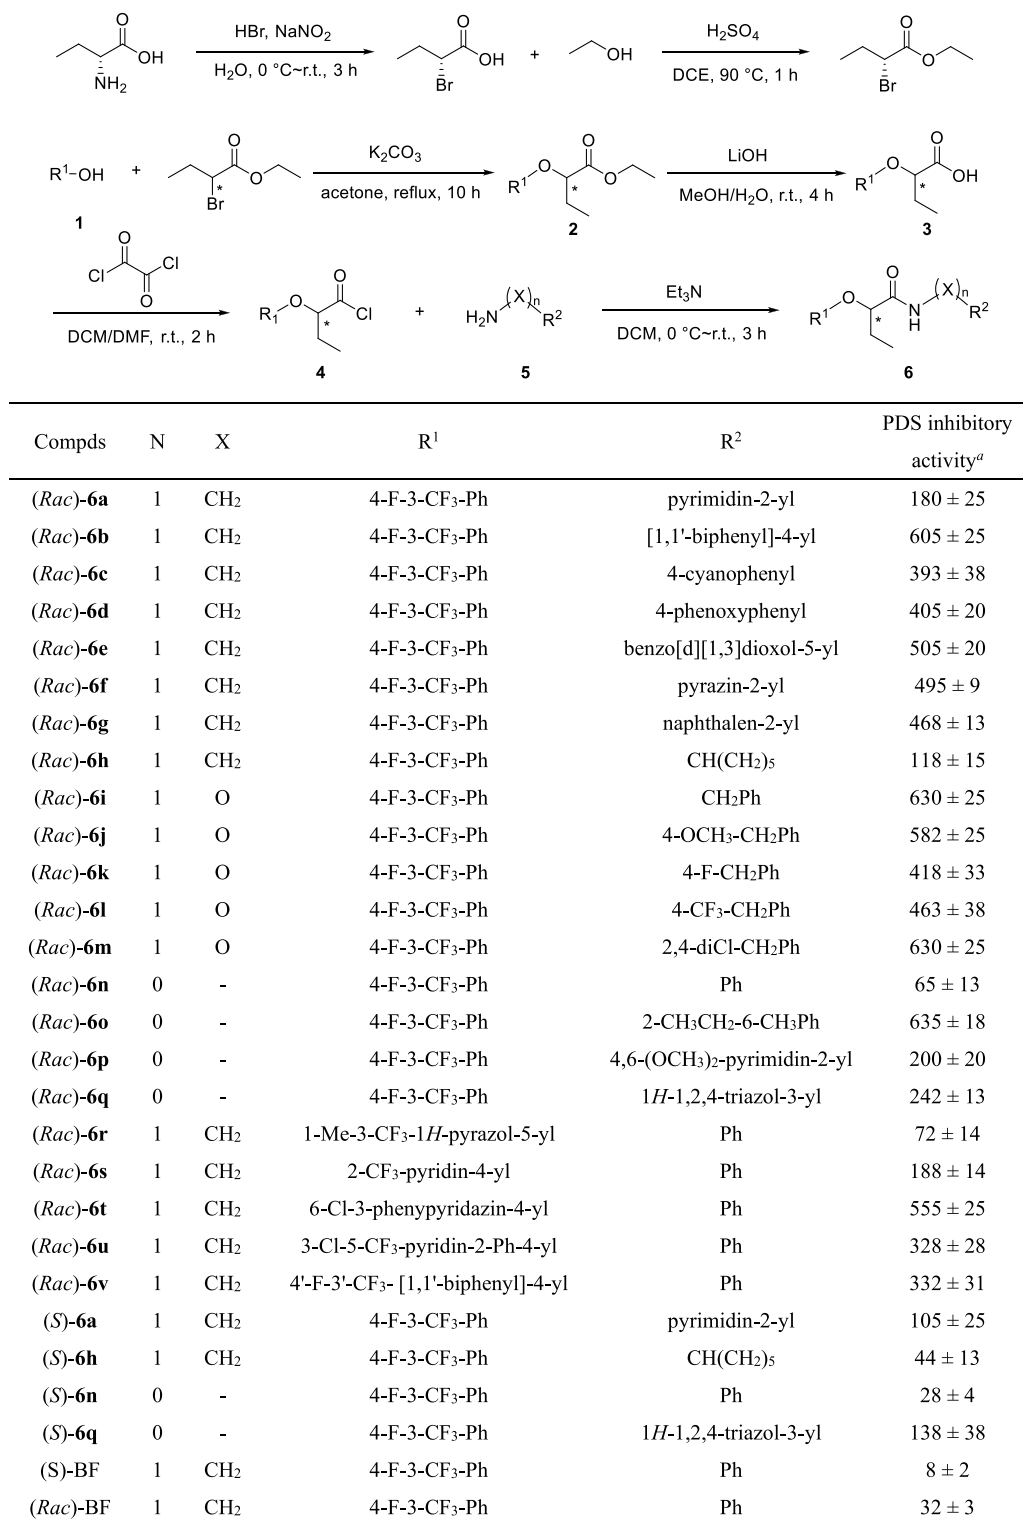 HBr, NaNO2
H2O, 0 °C~r.t., 3 h
O
OH
NH2
O
OH
Br
+
OH
H2SO4
DCE, 90 °C, 1 h
O
O
Br
R1-OH
1
+
O
O
Br
*
K2CO3
acetone, reflux, 10 h
R1
O
O
O
*
2
LiOH
MeOH/H2O, r.t., 4 h
R1
O
O
OH
*
3
O
Cl
Cl
O
DCM/DMF, r.t., 2 h
R1
O
O
Cl
*
4
+
H2N
(X)n
R2
5
Et3N
DCM, 0 °C~r.t., 3 h
R1
O
O
N
H
(X)n
R2
*
6
Compds N X R1 R2 PDS inhibitory activitya
(Rac)-6a 1 CH2 4-F-3-CF3-Ph pyrimidin-2-yl 180 ± 25
(Rac)-6b 1 CH2 4-F-3-CF3-Ph [1,1'-biphenyl]-4-yl 605 ± 25
(Rac)-6c 1 CH2 4-F-3-CF3-Ph 4-cyanophenyl 393 ± 38
(Rac)-6d 1 CH2 4-F-3-CF3-Ph 4-phenoxyphenyl 405 ± 20
(Rac)-6e 1 CH2 4-F-3-CF3-Ph benzo[d][1,3]dioxol-5-yl 505 ± 20
(Rac)-6f 1 CH2 4-F-3-CF3-Ph pyrazin-2-yl 495 ± 9
(Rac)-6g 1 CH2 4-F-3-CF3-Ph naphthalen-2-yl 468 ± 13
(Rac)-6h 1 CH2 4-F-3-CF3-Ph CH(CH2)5 118 ± 15
(Rac)-6i 1 O 4-F-3-CF3-Ph CH2Ph 630 ± 25
(Rac)-6j 1 O 4-F-3-CF3-Ph 4-OCH3-CH2Ph 582 ± 25
(Rac)-6k 1 O 4-F-3-CF3-Ph 4-F-CH2Ph 418 ± 33
(Rac)-6l 1 O 4-F-3-CF3-Ph 4-CF3-CH2Ph 463 ± 38
(Rac)-6m 1 O 4-F-3-CF3-Ph 2,4-diCl-CH2Ph 630 ± 25
(Rac)-6n 0 - 4-F-3-CF3-Ph Ph 65 ± 13
(Rac)-6o 0 - 4-F-3-CF3-Ph 2-CH3CH2-6-CH3Ph 635 ± 18
(Rac)-6p 0 - 4-F-3-CF3-Ph 4,6-(OCH3)2-pyrimidin-2-yl 200 ± 20
(Rac)-6q 0 - 4-F-3-CF3-Ph 1H-1,2,4-triazol-3-yl 242 ± 13
(Rac)-6r 1 CH2 1-Me-3-CF3-1H-pyrazol-5-yl Ph 72 ± 14
(Rac)-6s 1 CH2 2-CF3-pyridin-4-yl Ph 188 ± 14
(Rac)-6t 1 CH2 6-Cl-3-phenypyridazin-4-yl Ph 555 ± 25
(Rac)-6u 1 CH2 3-Cl-5-CF3-pyridin-2-Ph-4-yl Ph 328 ± 28
(Rac)-6v 1 CH2 4'-F-3'-CF3- [1,1'-biphenyl]-4-yl Ph 332 ± 31
(S)-6a 1 CH2 4-F-3-CF3-Ph pyrimidin-2-yl 105 ± 25
(S)-6h 1 CH2 4-F-3-CF3-Ph CH(CH2)5 44 ± 13
(S)-6n 0 - 4-F-3-CF3-Ph Ph 28 ± 4
(S)-6q 0 - 4-F-3-CF3-Ph 1H-1,2,4-triazol-3-yl 138 ± 38
(S)-BF 1 CH2 4-F-3-CF3-Ph Ph 8 ± 2
(Rac)-BF 1 CH2 4-F-3-CF3-Ph Ph 32 ± 3